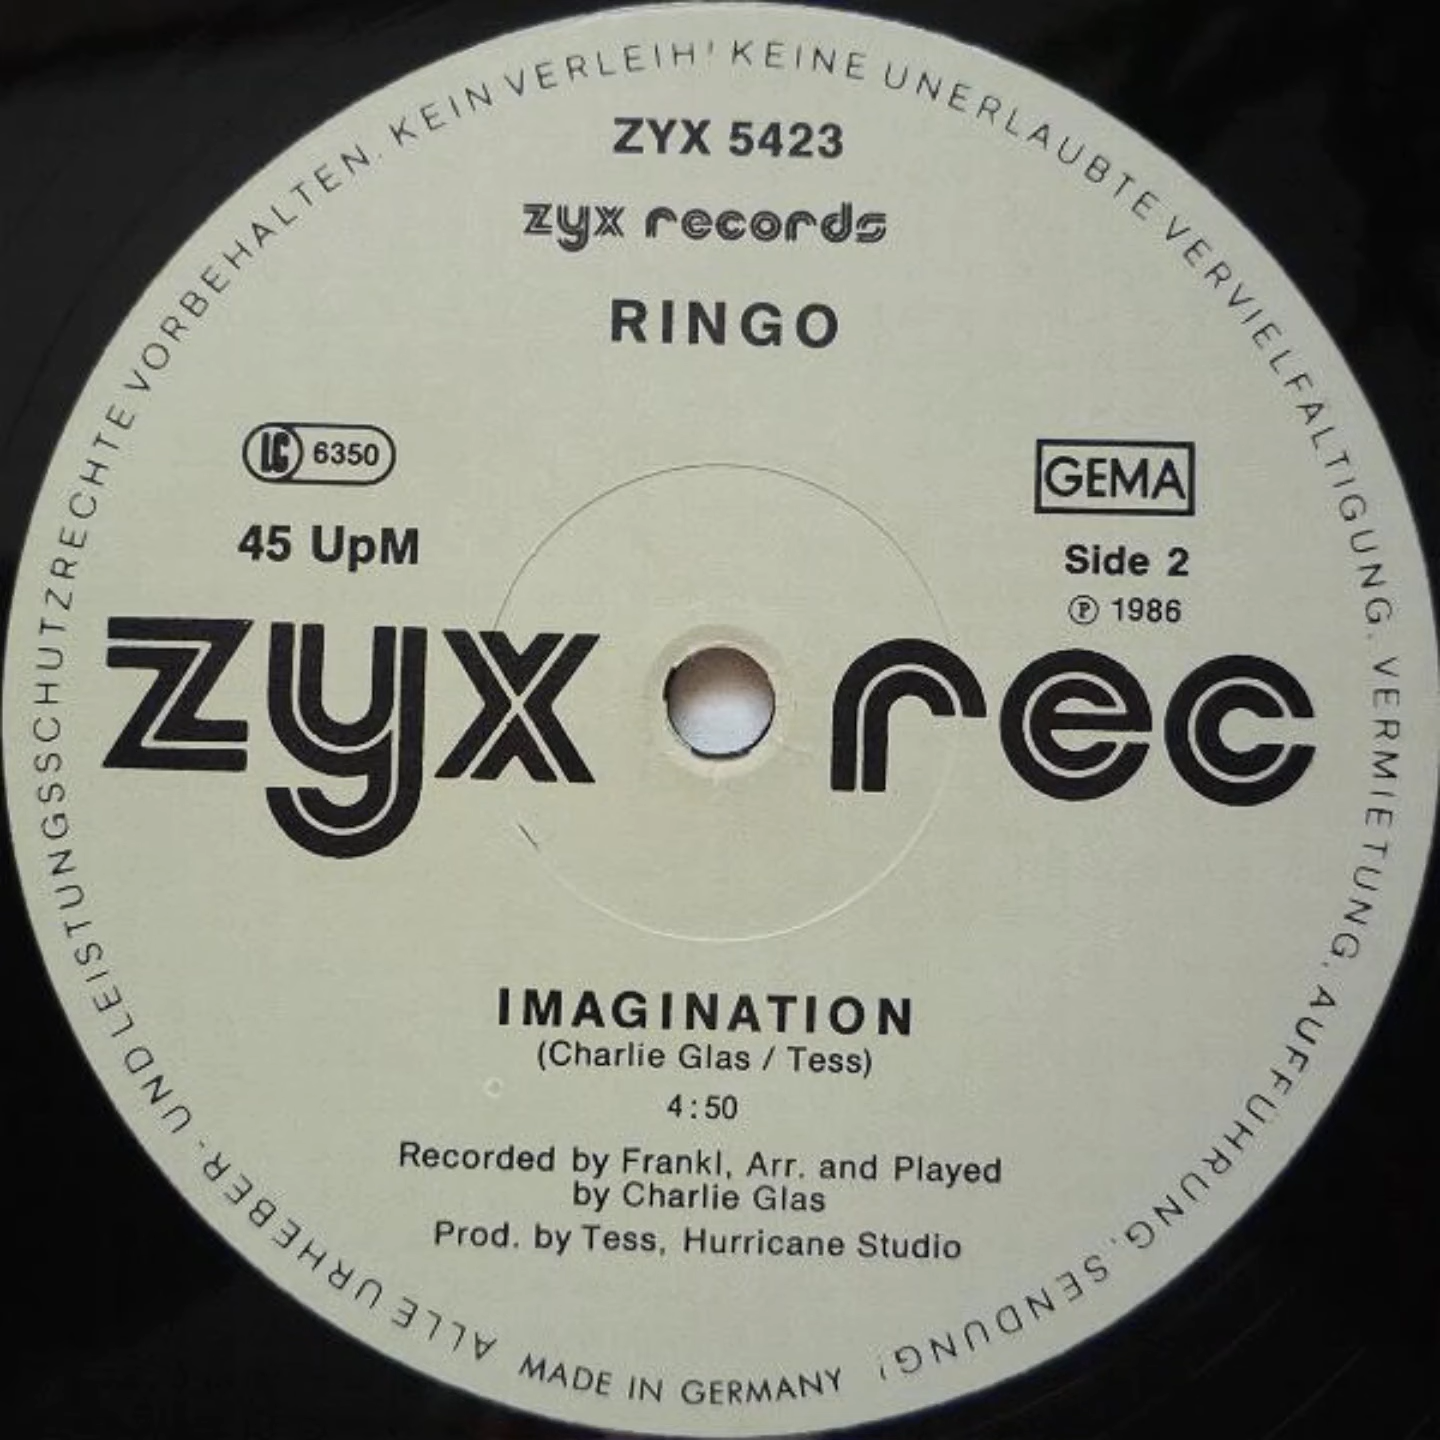 ZYX 5423
zyx records
RINGO
LC 6350
45 UpM
GEMA
Side 2
Ⓟ 1986
zyx rec
IMAGINATION
(Charlie Glas / Tess)
4:50
Recorded by Frankl, Arr. and Played
by Charlie Glas
Prod. by Tess, Hurricane Studio
ALLE URHEBER- UND LEISTUNGSSCHUTZRECHTE VORBEHALTEN. KEIN VERLEIH! KEINE UNERLAUBTE VERVIELFÄLTIGUNG, VERMIETUNG, AUFFÜHRUNG, SENDUNG!
MADE IN GERMANY